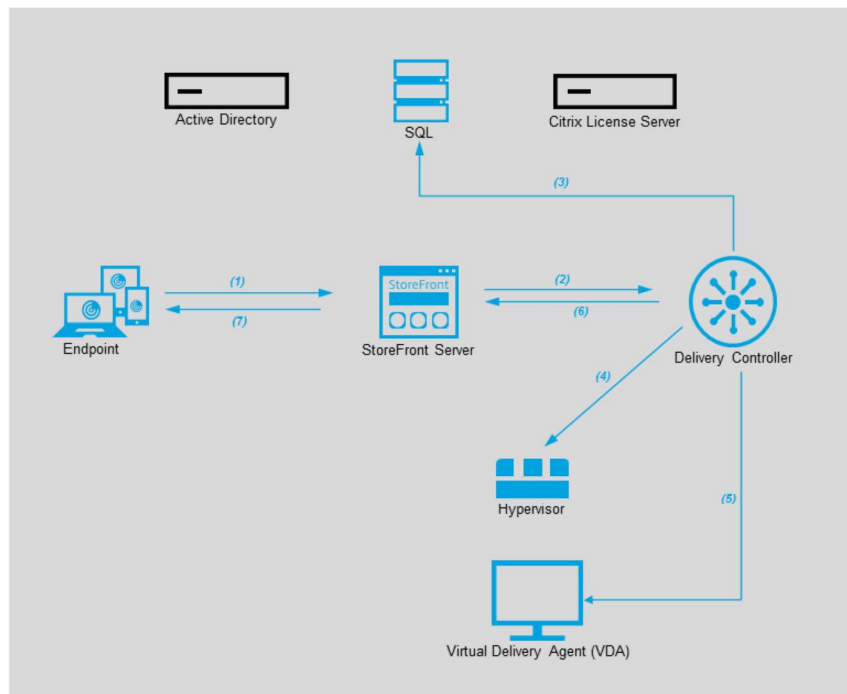 Active Directory
SQL
Citrix License Server
(3)
(1)
(7)
Endpoint
StoreFront
StoreFront Server
(2)
(6)
Delivery Controller
(4)
Hypervisor
(5)
Virtual Delivery Agent (VDA)